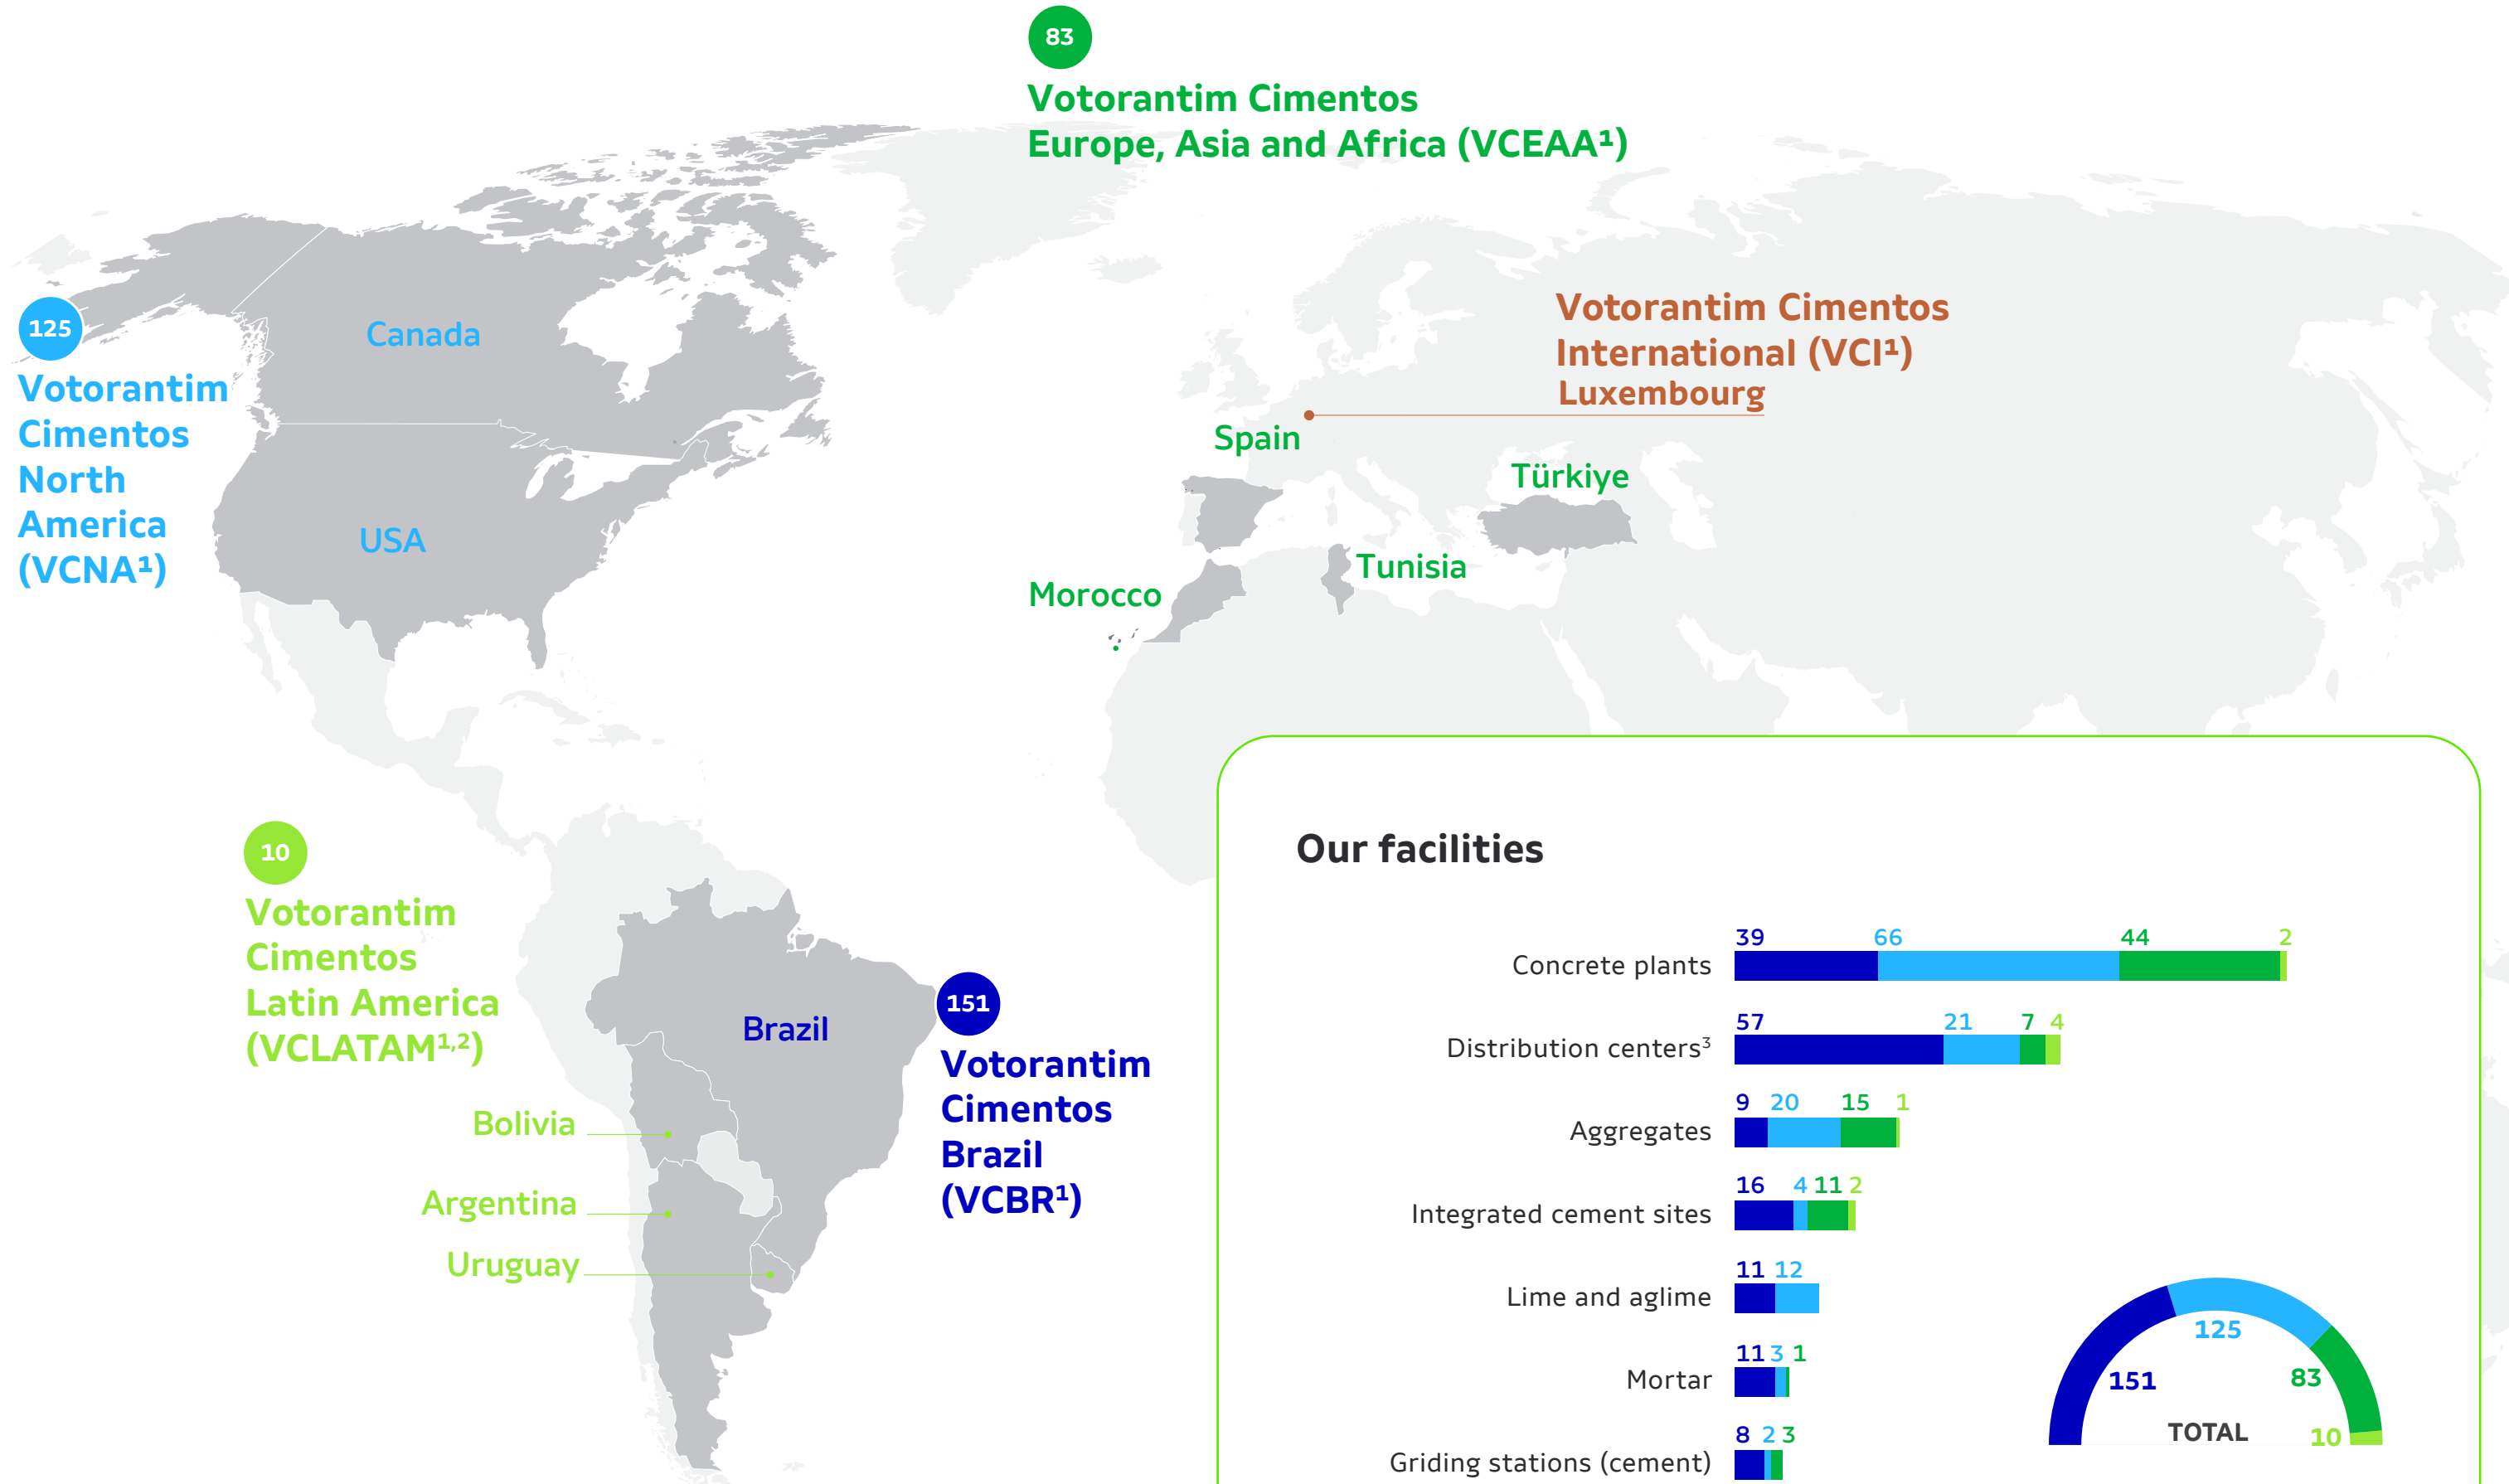 83
Votorantim Cimentos
Europe, Asia and Africa (VCEAA¹)
125
Votorantim
Cimentos
North
America
(VCNA¹)
Canada
USA
Votorantim Cimentos
International (VCI¹)
Luxembourg
Spain
Türkiye
Tunisia
Morocco
10
Votorantim
Cimentos
Latin America
(VCLATAM¹,²)
Bolivia
Argentina
Uruguay
Brazil
151
Votorantim
Cimentos
Brazil
(VCBR¹)
Our facilities
39 66 44 2
Concrete plants
57 21 7 4
Distribution centers³
9 20 15 1
Aggregates
16 4 11 2
Integrated cement sites
11 12
Lime and aglime
11 3 1
Mortar
8 2 3
Griding stations (cement)
125
151
83
TOTAL
10